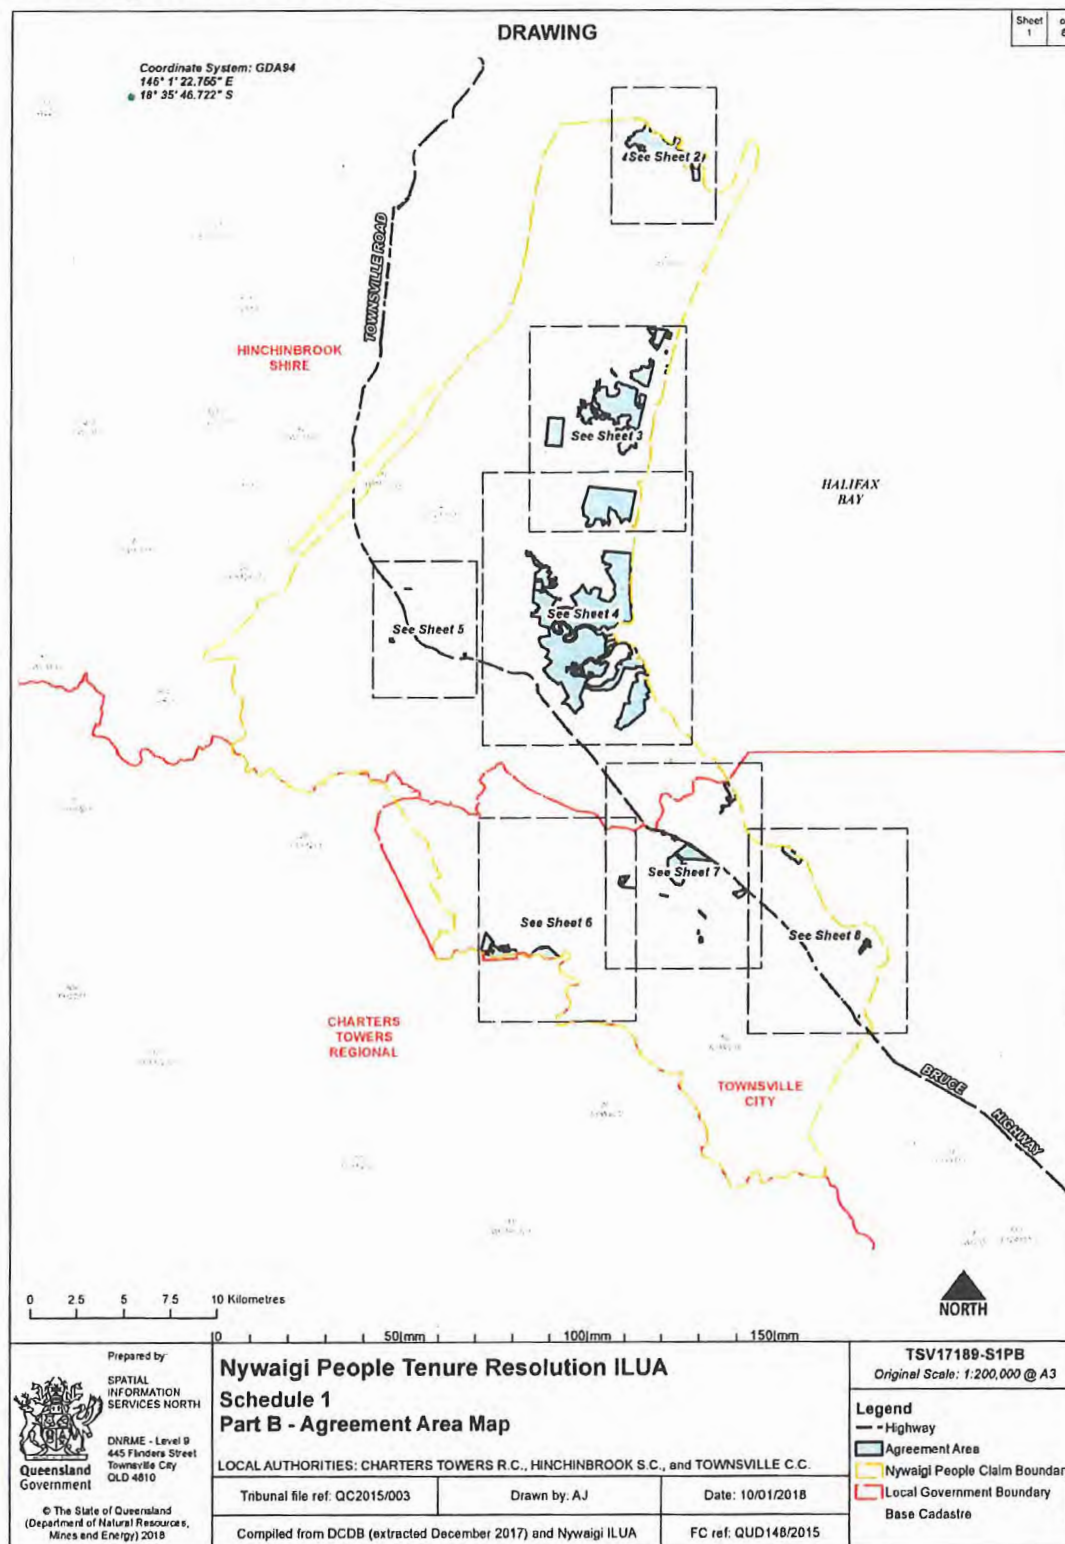 DRAWING
Sheet
1
Coordinate System: GDA94
146° 1' 22.765" E
18° 35' 46.722" S
See Sheet 2
TOWNSVILLE ROAD
HINCHINBROOK
SHIRE
See Sheet 3
HALIFAX
BAY
See Sheet 4
See Sheet 5
See Sheet 7
See Sheet 6
See Sheet 8
CHARTERS
TOWERS
REGIONAL
TOWNSVILLE
CITY
BRUCE
HIGHWAY
0 2.5 5 7.5 10 Kilometres
NORTH
0 50|mm 100|mm 150|mm
Prepared by
SPATIAL
INFORMATION
SERVICES NORTH
DNRME - Level 9
445 Flinders Street
Townsville City
QLD 4810
Queensland
Government
© The State of Queensland
(Department of Natural Resources,
Mines and Energy) 2018
Nywaigi People Tenure Resolution ILUA
Schedule 1
Part B - Agreement Area Map
LOCAL AUTHORITIES: CHARTERS TOWERS R.C., HINCHINBROOK S.C., and TOWNSVILLE C.C.
Tribunal file ref: QC2015/003
Drawn by: AJ
Date: 10/01/2018
Compiled from DCDB (extracted December 2017) and Nywaigi ILUA
FC ref: QUD148/2015
TSV17189-S1PB
Original Scale: 1:200,000 @ A3
Legend
Highway
Agreement Area
Nywaigi People Claim Boundar
Local Government Boundary
Base Cadastre